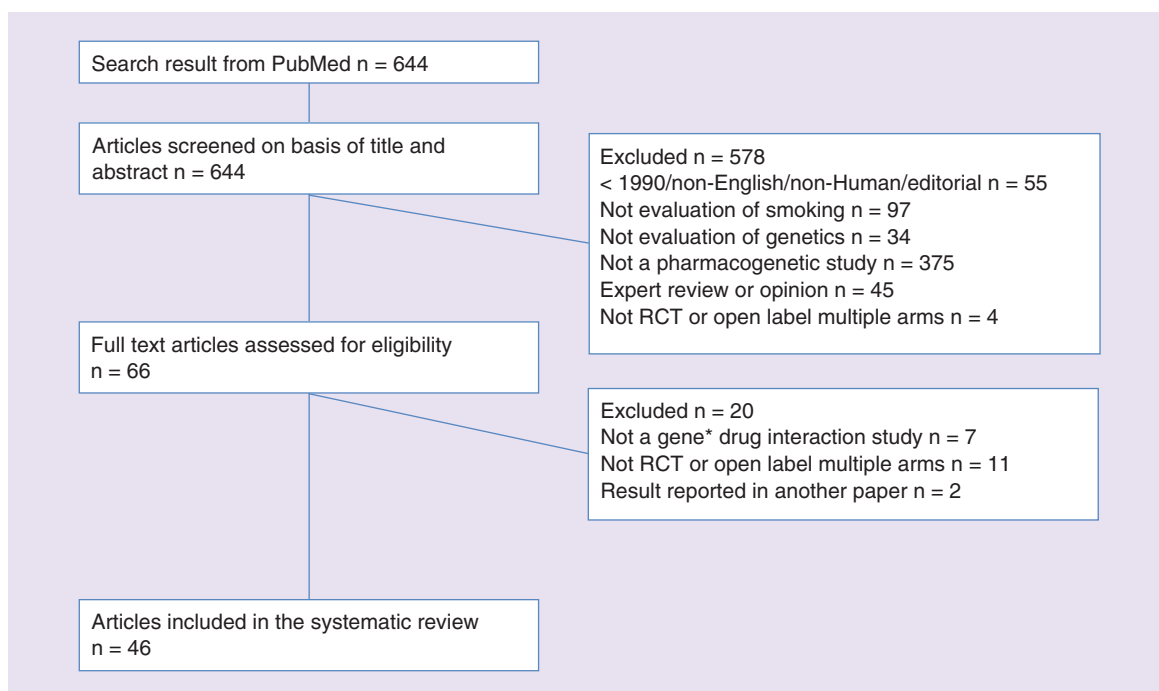 Search result from PubMed n = 644
Articles screened on basis of title and
abstract n = 644
Excluded n = 578
< 1990/non-English/non-Human/editorial n = 55
Not evaluation of smoking n = 97
Not evaluation of genetics n = 34
Not a pharmacogenetic study n = 375
Expert review or opinion n = 45
Not RCT or open label multiple arms n = 4
Full text articles assessed for eligibility
n = 66
Excluded n = 20
Not a gene* drug interaction study n = 7
Not RCT or open label multiple arms n = 11
Result reported in another paper n = 2
Articles included in the systematic review
n = 46